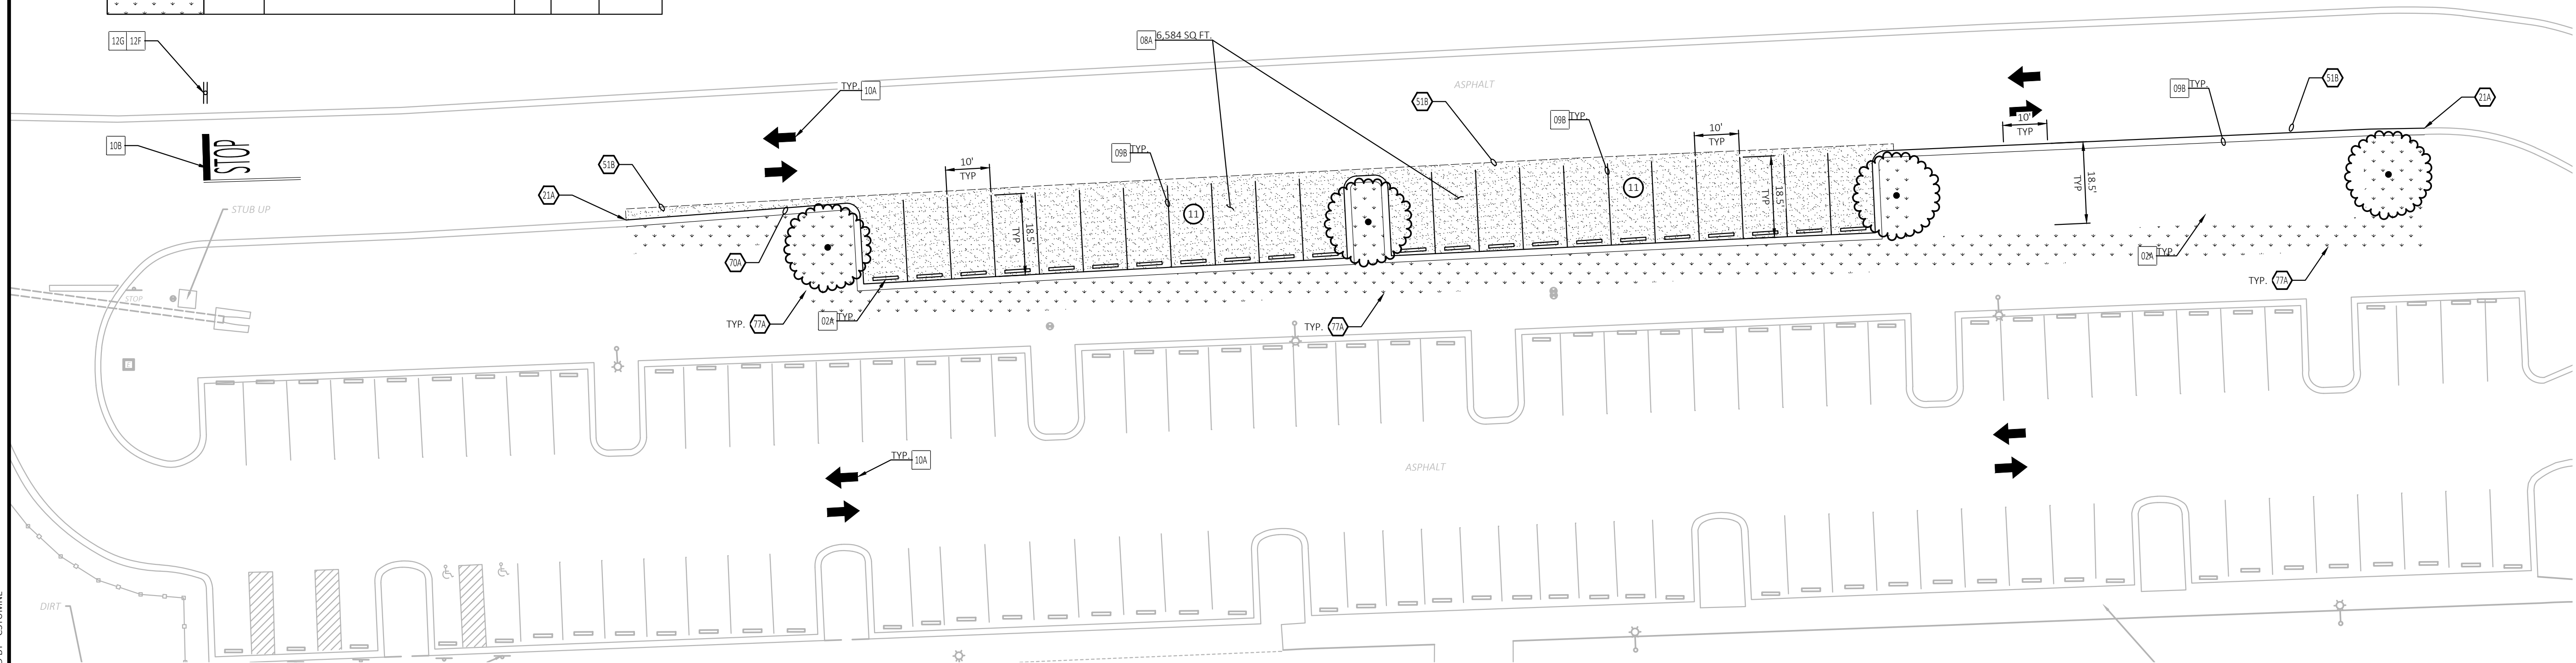 12G 12F
08A 6,584 SQ FT.
TYP. 10A
ASPHALT
51B
09B TYP.
51B
21A
10B
STOP
51B
09B TYP.
09B TYP.
10'
TYP
10'
TYP
10'
TYP
21A
STUB UP
11
11
18.5'
TYP
18.5'
TYP
18.5'
TYP
70A
02A TYP.
02A TYP.
TYP. 77A
TYP. 77A
TYP. 77A
STOP
E
TYP. 10A
ASPHALT
DIRT